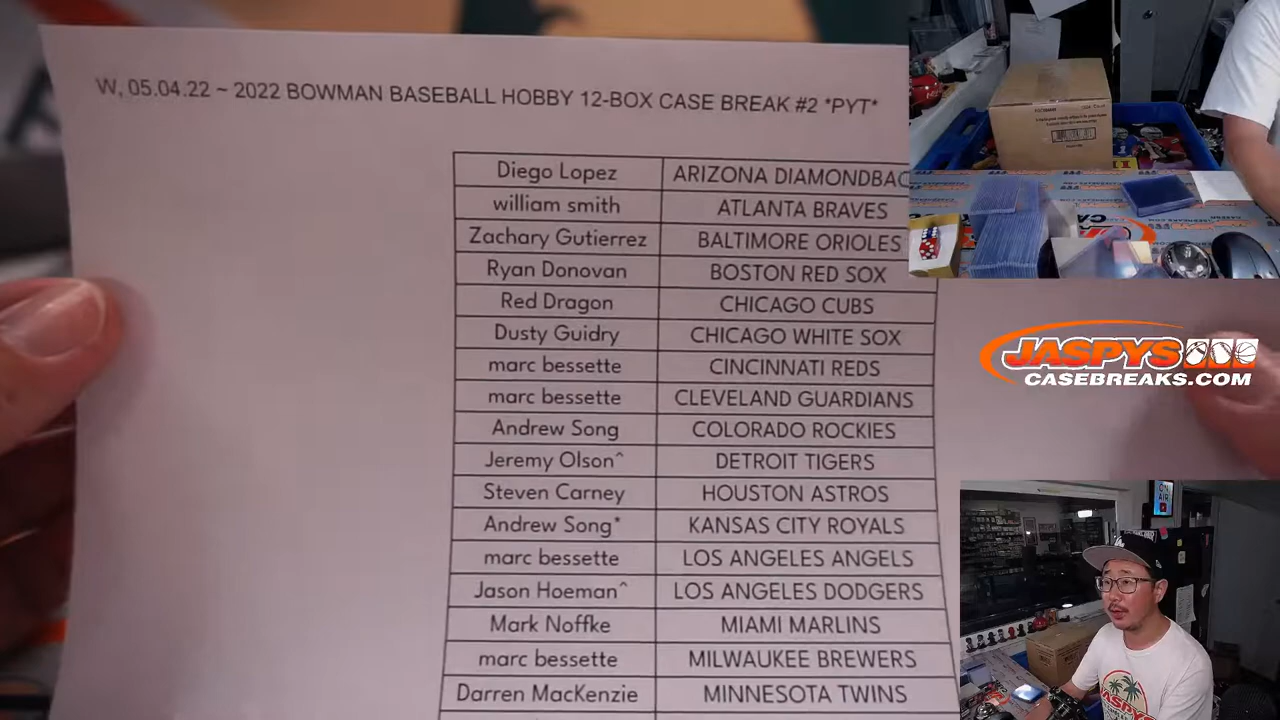 W, 05.04.22 ~ 2022 BOWMAN BASEBALL HOBBY 12-BOX CASE BREAK #2 *PYT*
Diego Lopez ARIZONA DIAMONDBAC
william smith ATLANTA BRAVES
Zachary Gutierrez BALTIMORE ORIOLES
Ryan Donovan BOSTON RED SOX
Red Dragon CHICAGO CUBS
Dusty Guidry CHICAGO WHITE SOX
marc bessette CINCINNATI REDS
marc bessette CLEVELAND GUARDIANS
Andrew Song COLORADO ROCKIES
Jeremy Olson^ DETROIT TIGERS
Steven Carney HOUSTON ASTROS
Andrew Song* KANSAS CITY ROYALS
marc bessette LOS ANGELES ANGELS
Jason Hoeman^ LOS ANGELES DODGERS
Mark Noffke MIAMI MARLINS
marc bessette MILWAUKEE BREWERS
Darren MacKenzie MINNESOTA TWINS
JASPYS
CASEBREAKS.COM
ON
AIR
JASPYS